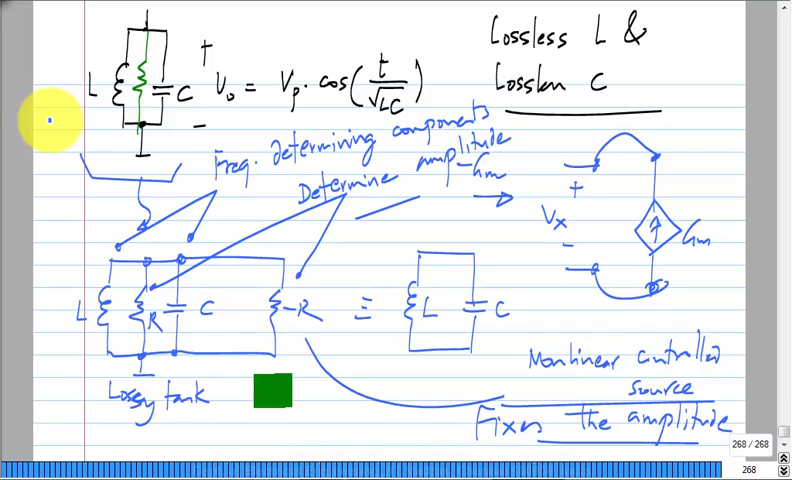 Lossless L &
Lossless C
L
C
+
Vo = Vp · cos(t/√LC)
−
Freq. determining components
Determine amplitude
−Gm
+
Vx
−
Gm
L
R
C
−R
≡
L
C
Lossy tank
Nonlinear controlled
source
Fixes the amplitude
268 / 268
268